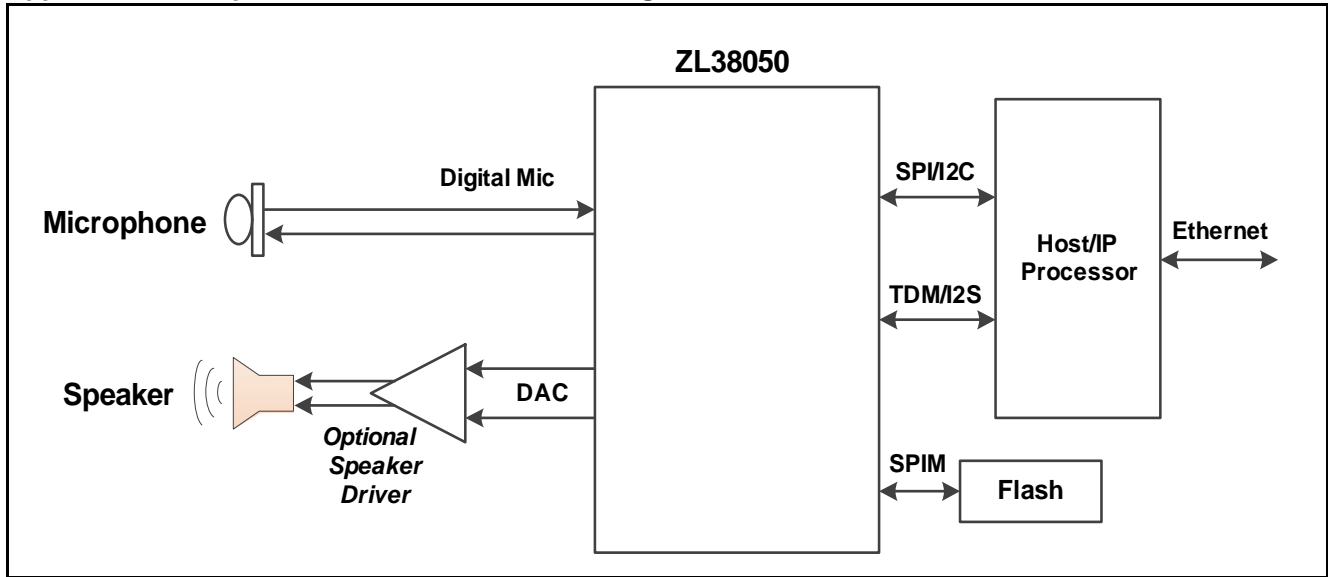 ZL38050
Digital Mic
Microphone
Speaker
Optional
Speaker
Driver
DAC
SPI/I2C
TDM/I2S
Host/IP
Processor
Ethernet
SPIM
Flash